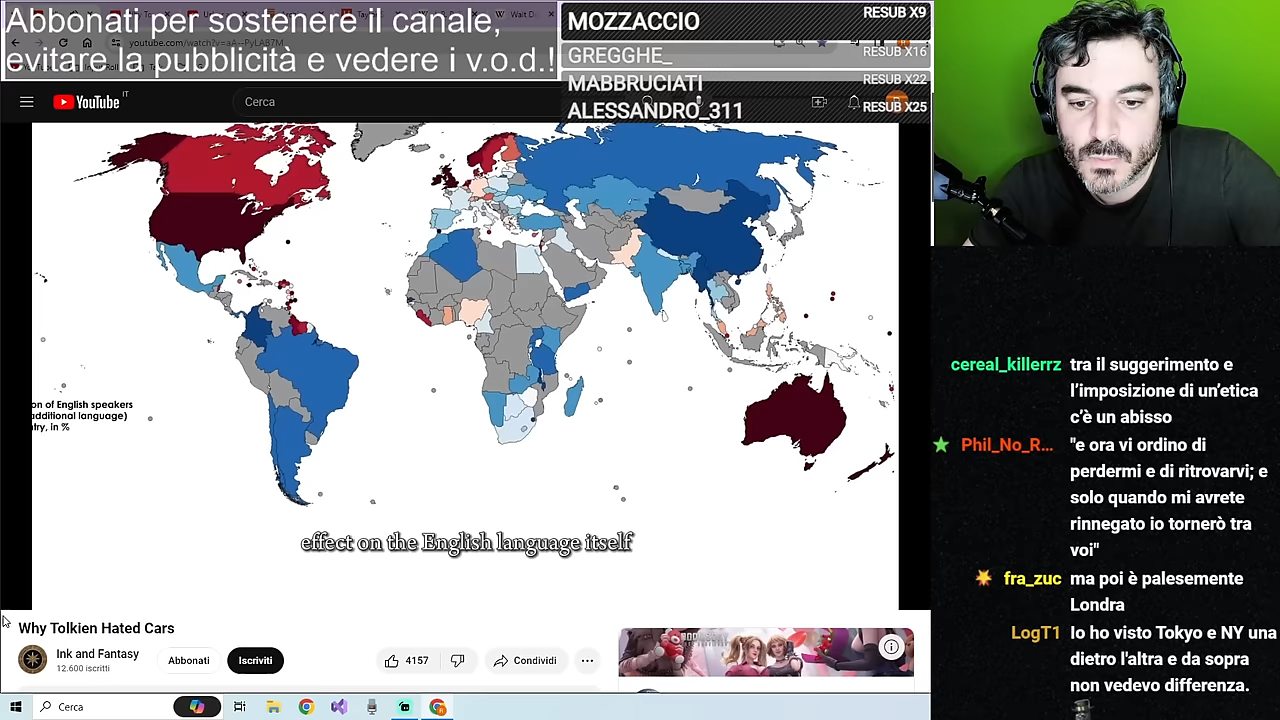 Abbonati per sostenere il canale,
evitare la pubblicità e vedere i v.o.d.!
MOZZACCIO
RESUB X9
GREGGHE_
RESUB X16
MABBRUCIATI
RESUB X22
ALESSANDRO_311
RESUB X25
YouTube IT
Cerca
on of English speakers
additional language)
ntry, in %
effect on the English language itself
Why Tolkien Hated Cars
Ink and Fantasy
12.600 iscritti
Abbonati
Iscriviti
4157
Condividi
cereal_killerrz tra il suggerimento e
l'imposizione di un'etica
c'è un abisso
Phil_No_R... "e ora vi ordino di
perdermi e di ritrovarvi; e
solo quando mi avrete
rinnegato io tornerò tra
voi"
fra_zuc ma poi è palesemente
Londra
LogT1 Io ho visto Tokyo e NY una
dietro l'altra e da sopra
non vedevo differenza.
Cerca